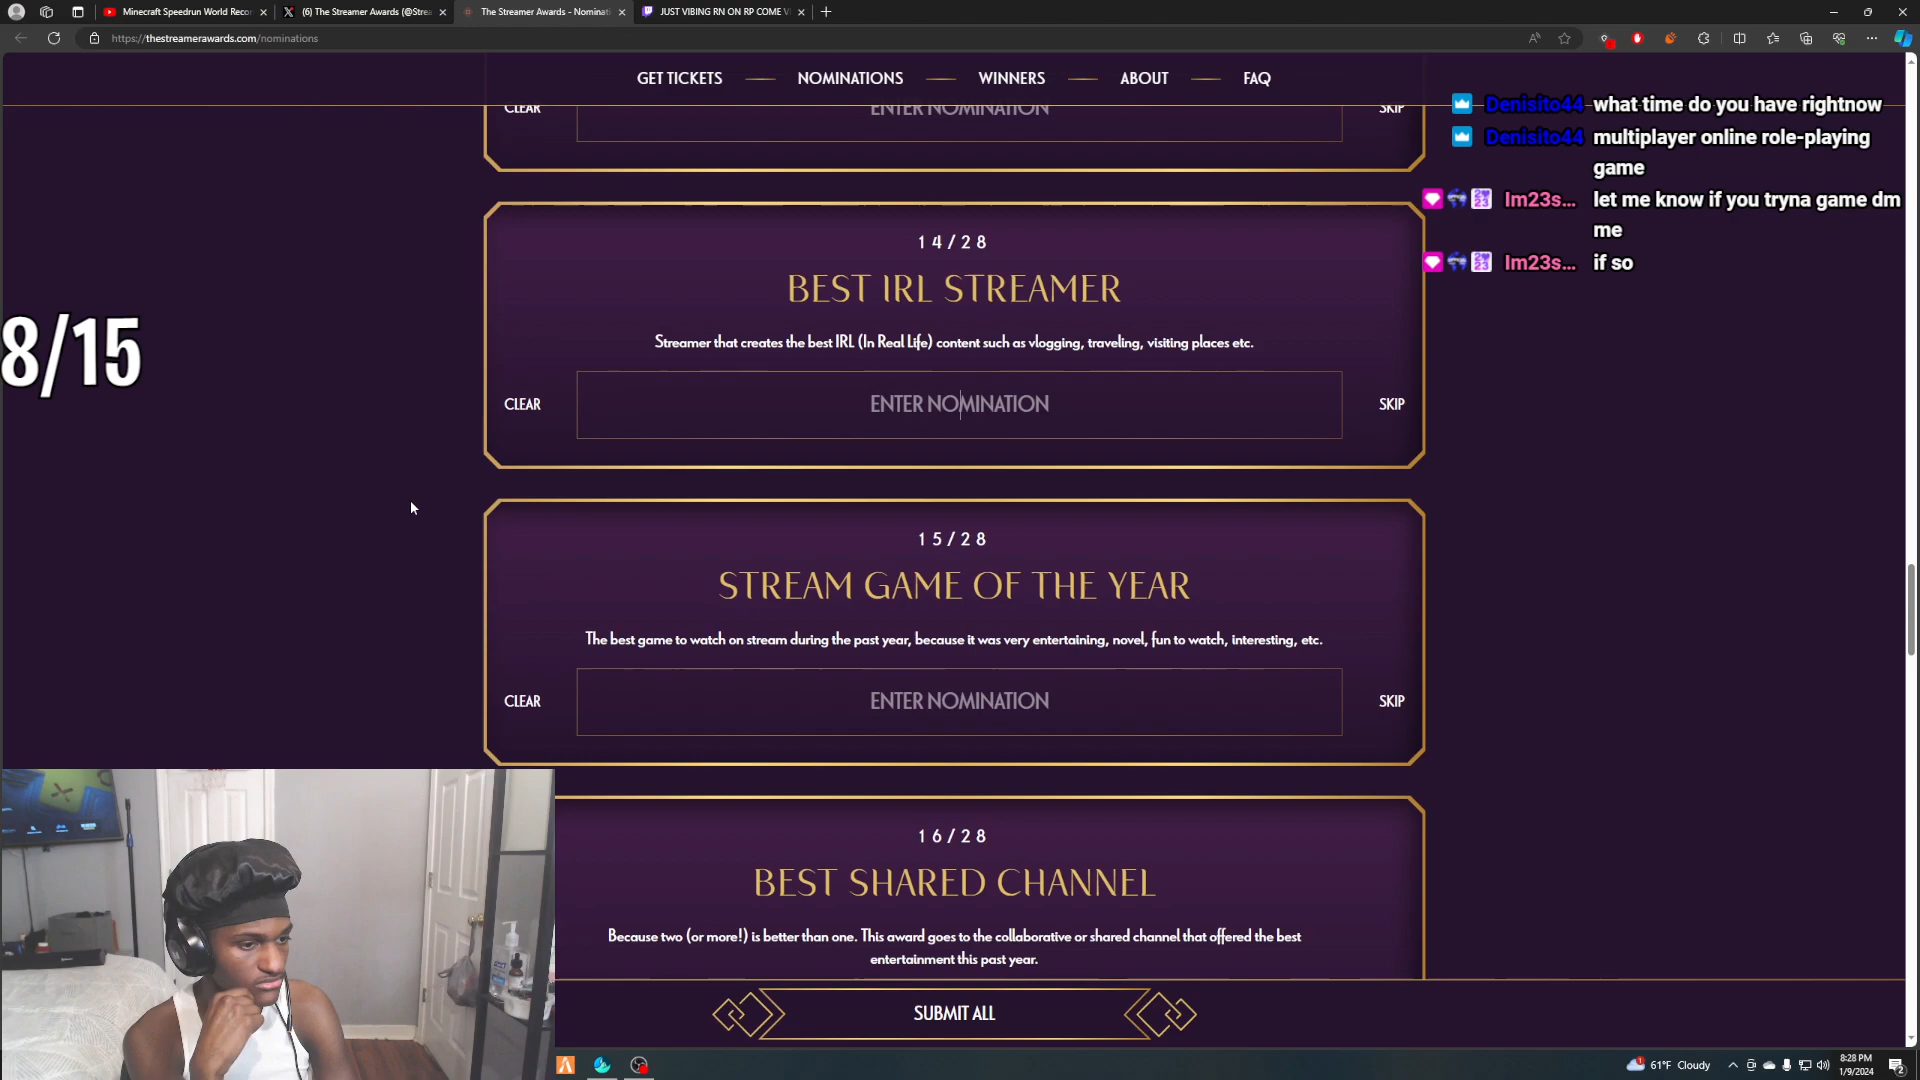 Minecraft Speedrun World Reco
(6) The Streamer Awards (@Strea
The Streamer Awards - Nominati
JUST VIBING RN ON RP COME V
https://thestreamerawards.com/nominations
GET TICKETS
NOMINATIONS
WINNERS
ABOUT
FAQ
CLEAR
ENTER NOMINATION
SKIP
Denisito44 what time do you have rightnow
Denisito44 multiplayer online role-playing
game
Im23s... let me know if you tryna game dm
me
Im23s... if so
8/15
14/28
BEST IRL STREAMER
Streamer that creates the best IRL (In Real Life) content such as vlogging, traveling, visiting places etc.
CLEAR
ENTER NOMINATION
SKIP
15/28
STREAM GAME OF THE YEAR
The best game to watch on stream during the past year, because it was very entertaining, novel, fun to watch, interesting, etc.
CLEAR
ENTER NOMINATION
SKIP
16/28
BEST SHARED CHANNEL
Because two (or more!) is better than one. This award goes to the collaborative or shared channel that offered the best
entertainment this past year.
SUBMIT ALL
61°F Cloudy
8:28 PM
1/9/2024